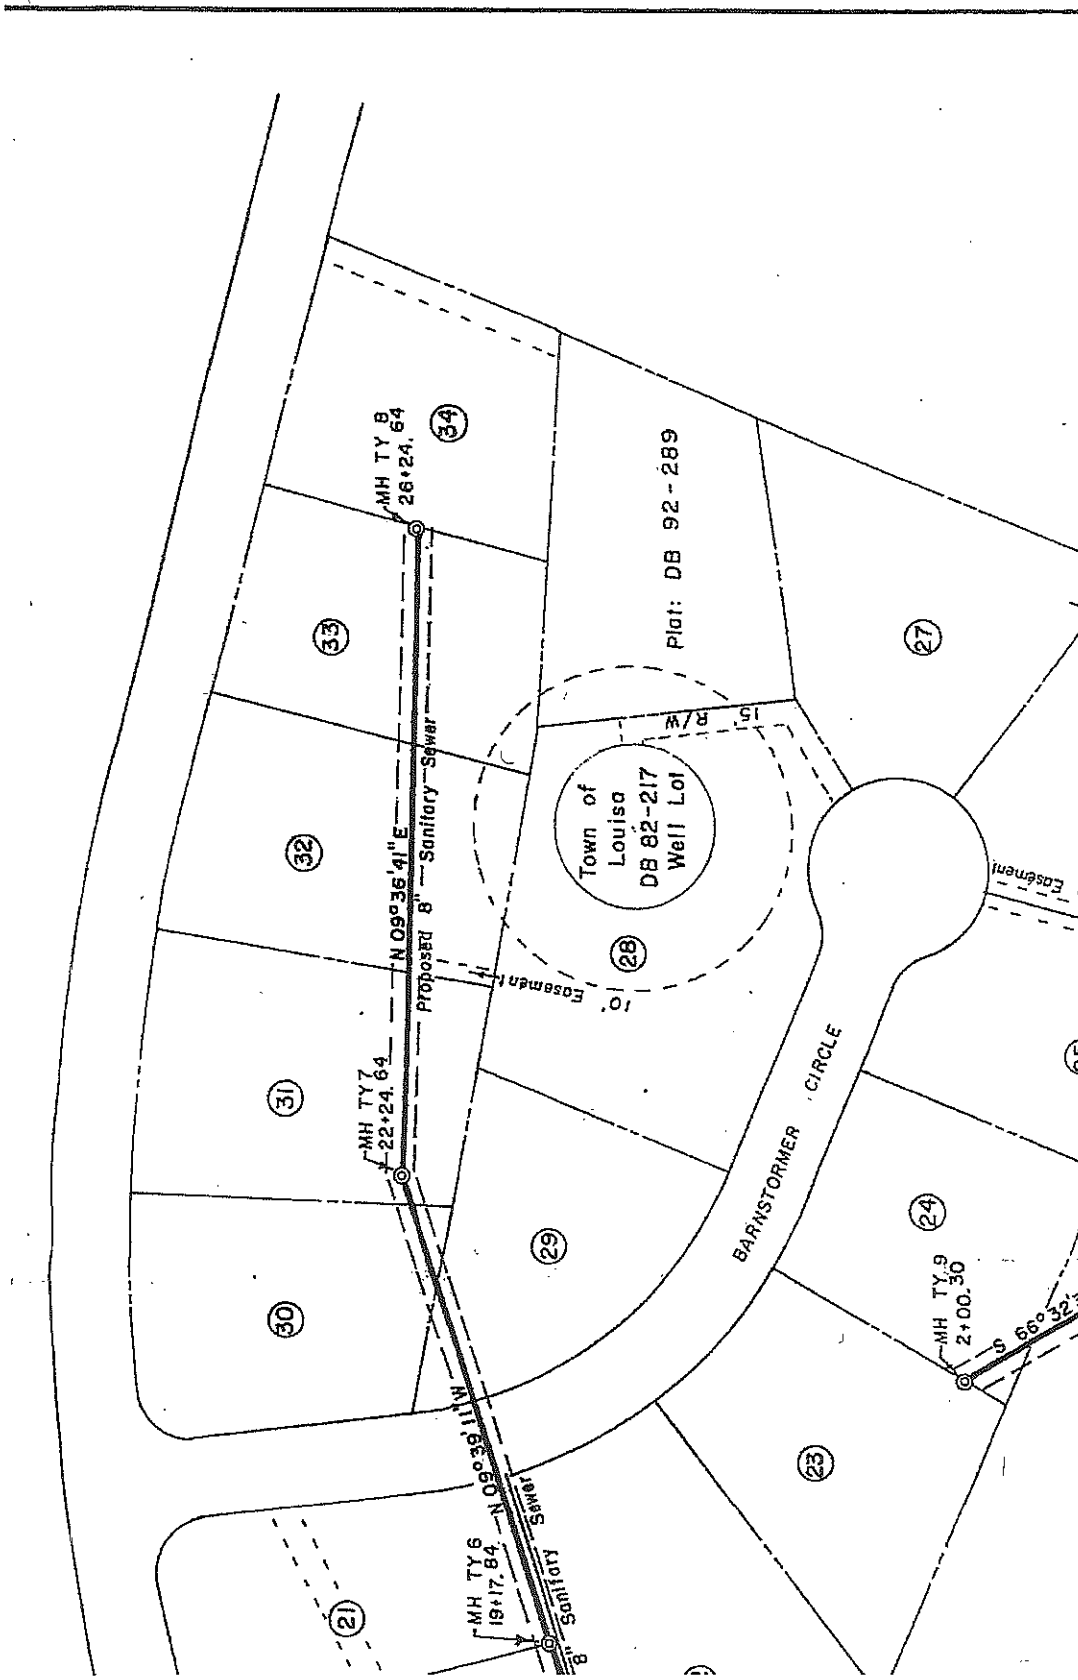 MH TY 8
26+24.64
34
33
Plat: DB 92-289
27
15' R/W
Town of
Louisa
DB 82-217
Well Lot
32
N 09°36'41" E
Proposed 8" Sanitary Sewer
28
10' Easement
Easement
MH TY7
22+24.64
31
BARNSTORMER CIRCLE
29
24
30
MH TY 9
2+00.30
S 66°32'
N 09°39'11" W
23
MH TY 6
19+17.84
8" Sanitary Sewer
21